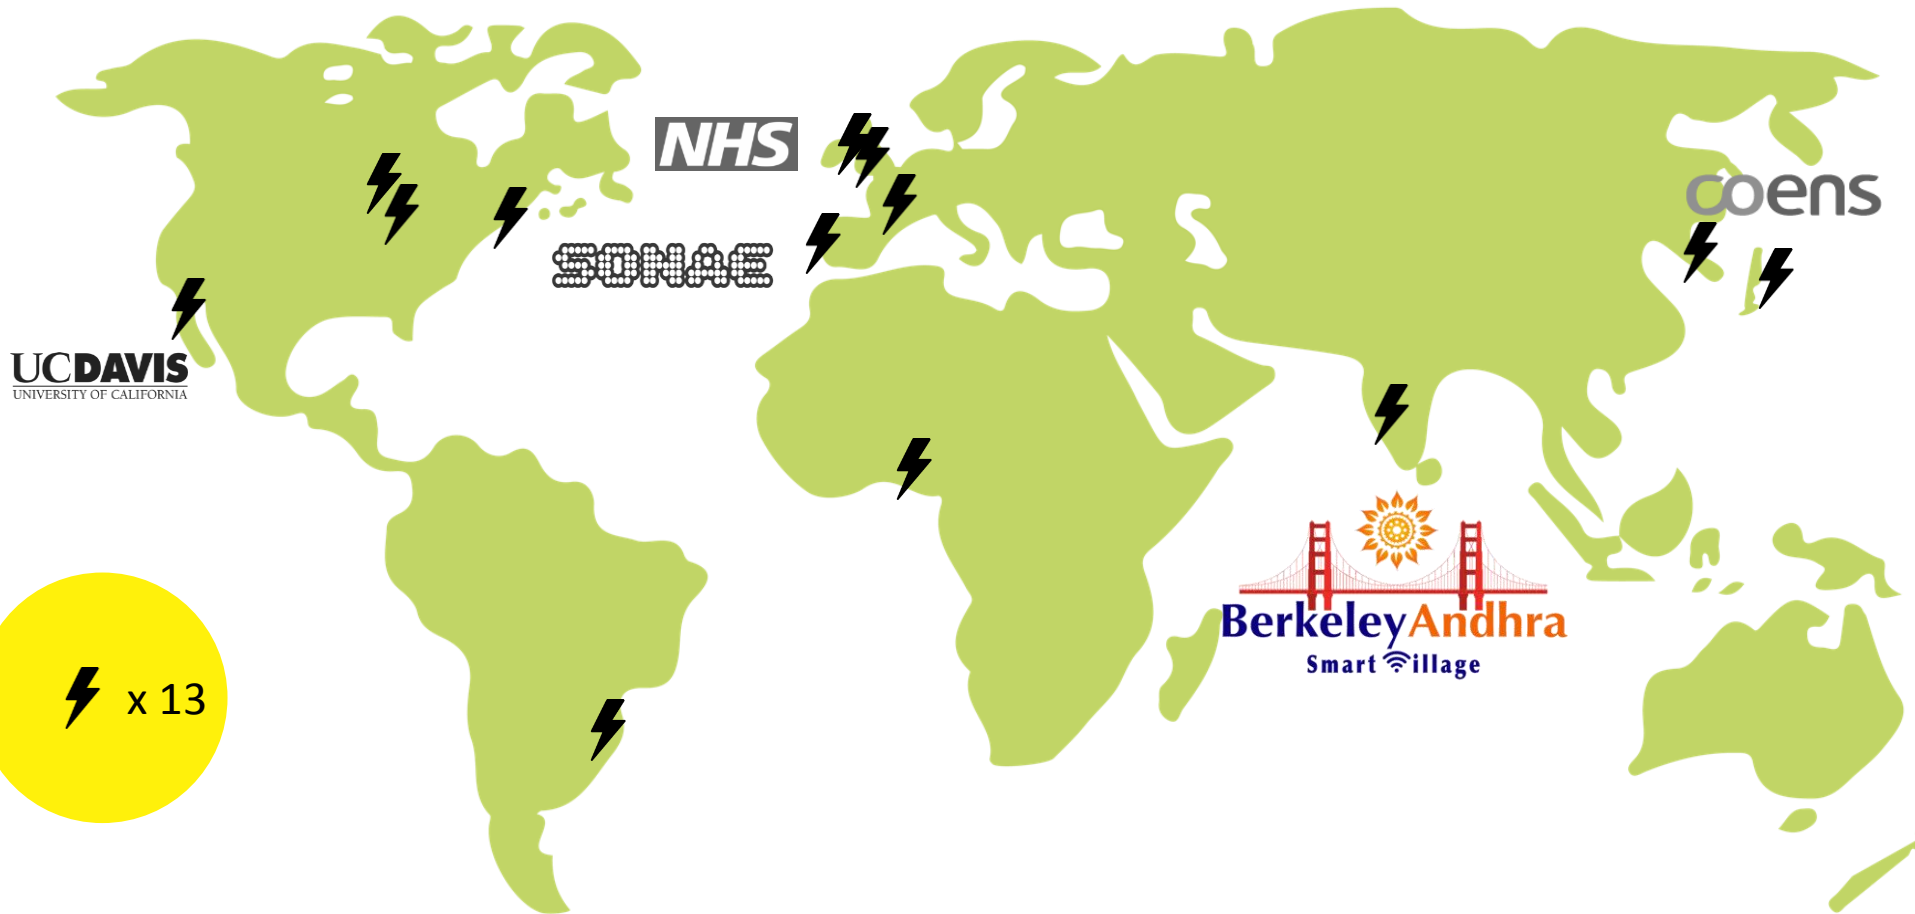 NHS
coens
SONAE
UCDAVIS
UNIVERSITY OF CALIFORNIA
BerkeleyAndhra
Smart Village
x 13